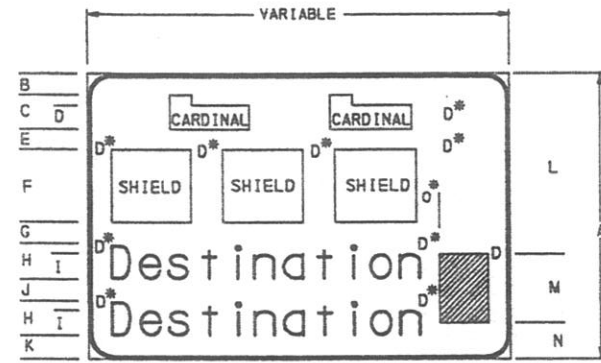 VARIABLE
B
C D CARDINAL CARDINAL D*
E D* D* D* D*
F SHIELD SHIELD SHIELD L
O*
G
H I D* Destination D* D
J M
H I D* Destination D*
K N